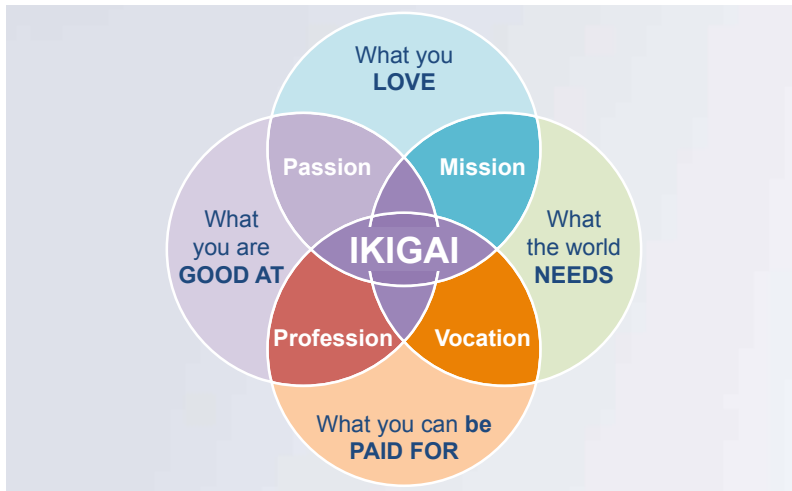 What you
LOVE
Passion
Mission
What
you are
GOOD AT
IKIGAI
What
the world
NEEDS
Profession
Vocation
What you can be
PAID FOR